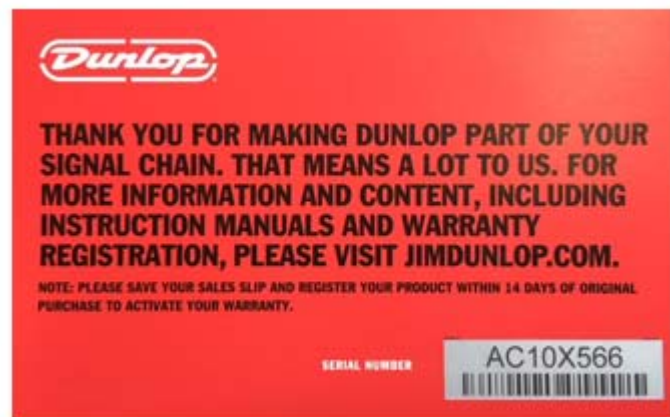 Dunlop
THANK YOU FOR MAKING DUNLOP PART OF YOUR
SIGNAL CHAIN. THAT MEANS A LOT TO US. FOR
MORE INFORMATION AND CONTENT, INCLUDING
INSTRUCTION MANUALS AND WARRANTY
REGISTRATION, PLEASE VISIT JIMDUNLOP.COM.
NOTE: PLEASE SAVE YOUR SALES SLIP AND REGISTER YOUR PRODUCT WITHIN 14 DAYS OF ORIGINAL
PURCHASE TO ACTIVATE YOUR WARRANTY.
SERIAL NUMBER
AC10X566